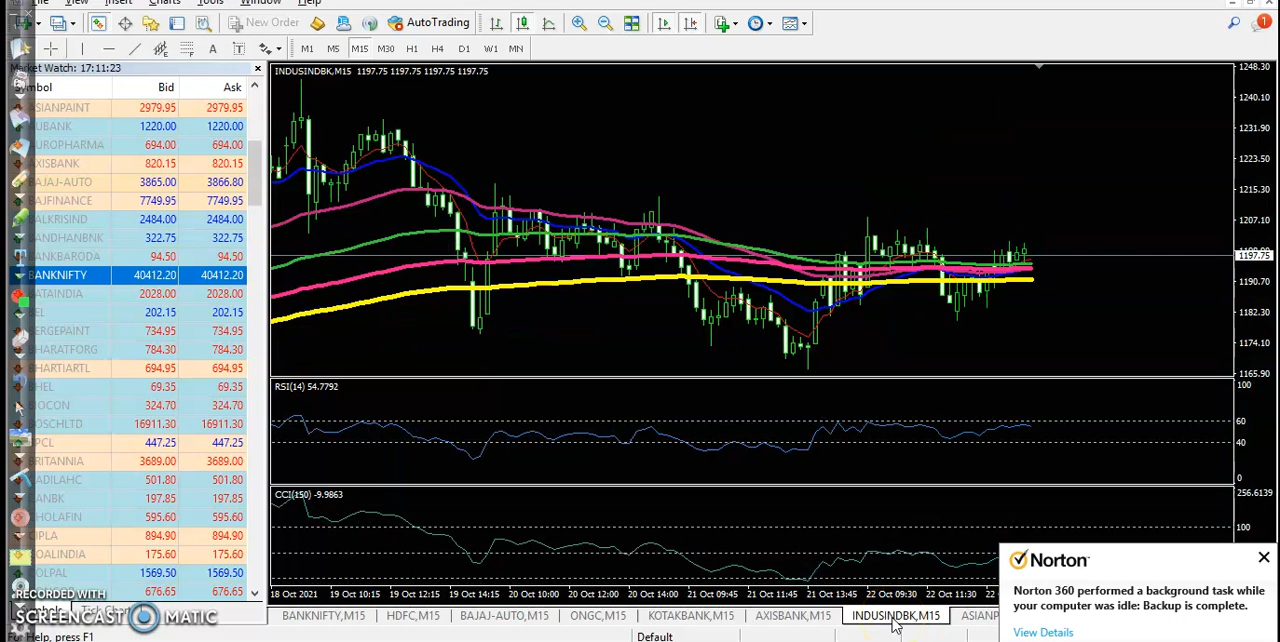 Insert
Charts
Tools
Window
Help
New Order
AutoTrading
1
A
T
M1
M5
M15
M30
H1
H4
D1
W1
MN
Market Watch: 17:11:23
Symbol Bid Ask
ASIANPAINT 2979.95 2979.95
AUBANK 1220.00 1220.00
AUROPHARMA 694.00 694.00
AXISBANK 820.15 820.15
BAJAJ-AUTO 3865.00 3866.80
BAJFINANCE 7749.95 7749.95
BALKRISIND 2484.00 2484.00
BANDHANBNK 322.75 322.75
BANKBARODA 94.50 94.50
BANKNIFTY 40412.20 40412.20
BATAINDIA 2028.00 2028.00
BEL 202.15 202.15
BERGEPAINT 734.95 734.95
BHARATFORG 784.30 784.30
BHARTIARTL 694.95 694.95
BHEL 69.35 69.35
BIOCON 324.70 324.70
BOSCHLTD 16911.30 16911.30
BPCL 447.25 447.25
BRITANNIA 3689.00 3689.00
CADILAHC 501.80 501.80
CANBK 197.85 197.85
CHOLAFIN 595.60 595.60
CIPLA 894.90 894.90
COALINDIA 175.60 175.60
COLPAL 1569.50 1569.50
676.65 676.65
RECORDED WITH
SCREENCAST MATIC
INDUSINDBK,M15 1197.75 1197.75 1197.75 1197.75
1248.30
1240.10
1231.90
1223.50
1215.30
1207.10
1197.75
1190.70
1182.30
1174.10
1165.90
RSI(14) 54.7792
100
60
40
0
CCI(150) -9.9863
256.6139
100
18 Oct 2021
19 Oct 10:15
19 Oct 14:15
20 Oct 10:00
20 Oct 12:00
20 Oct 14:00
21 Oct 09:45
21 Oct 11:45
21 Oct 13:45
22 Oct 09:30
22 Oct 11:30
BANKNIFTY,M15
HDFC,M15
BAJAJ-AUTO,M15
ONGC,M15
KOTAKBANK,M15
AXISBANK,M15
INDUSINDBK,M15
Norton
Norton 360 performed a background task while
your computer was idle: Backup is complete.
View Details
Help, press F1
Default